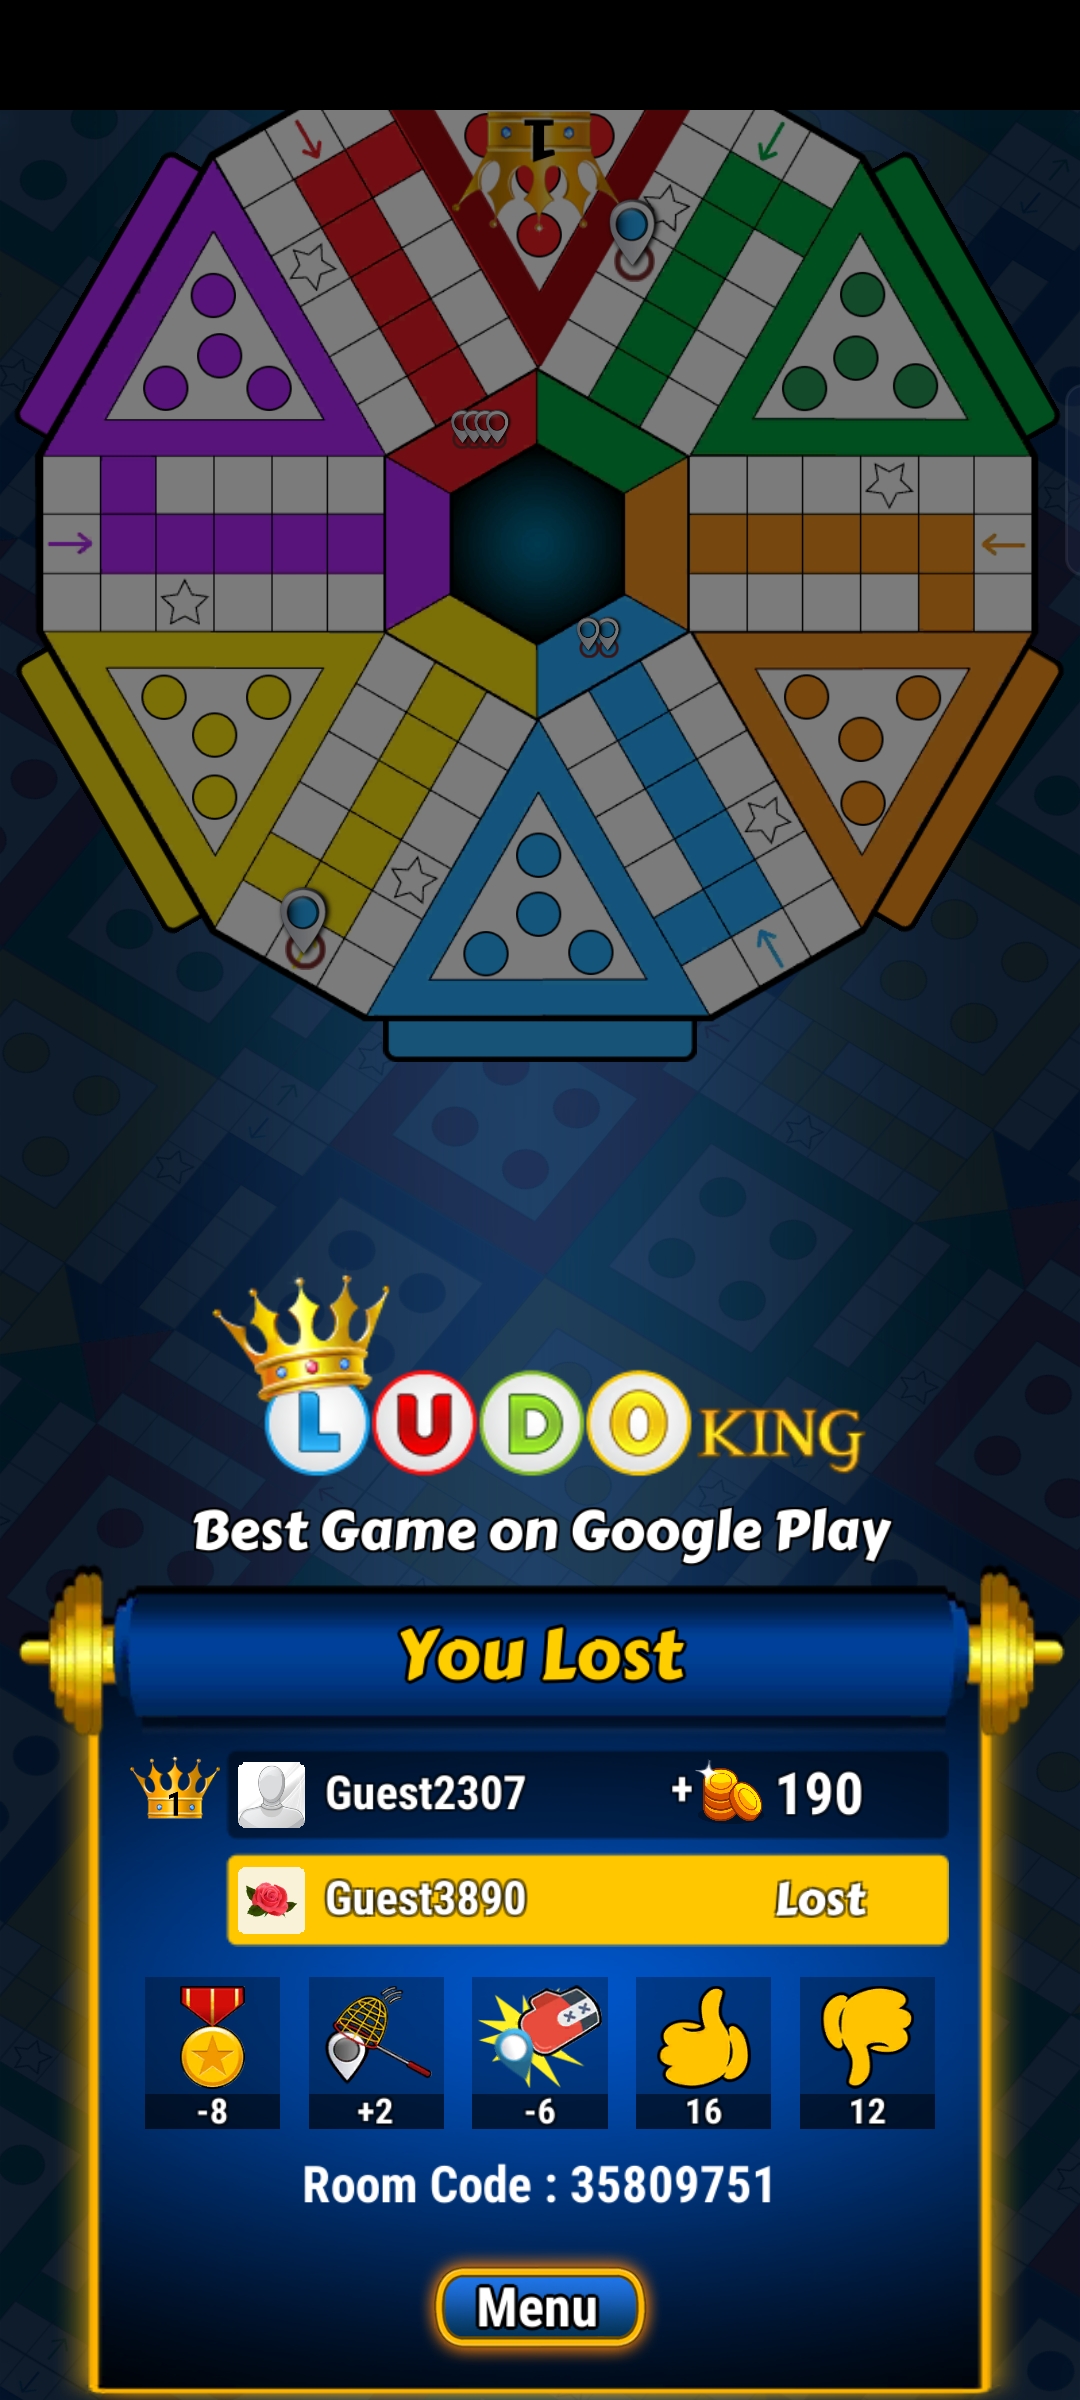 1
LUDO KING
Best Game on Google Play
You Lost
1 Guest2307 + 190
Guest3890 Lost
-8 +2 -6 16 12
Room Code : 35809751
Menu